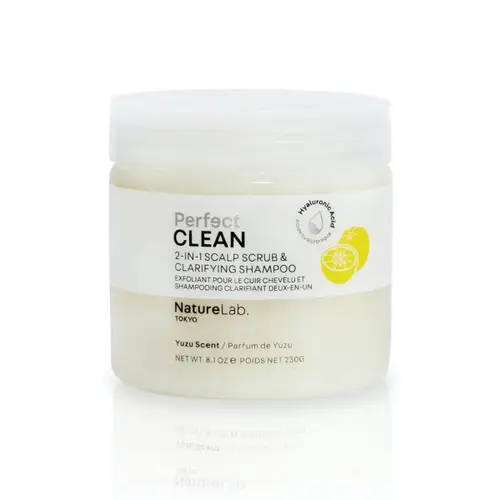 Perfect
CLEAN
2-IN-1 SCALP SCRUB &
CLARIFYING SHAMPOO
EXFOLIANT POUR LE CUIR CHEVELU ET
SHAMPOOING CLARIFIANT DEUX-EN-UN
NatureLab.
TOKYO
Yuzu Scent / Parfum de Yuzu
NET WT. 8.1 OZ ℮ POIDS NET 230G
Hyaluronic Acid